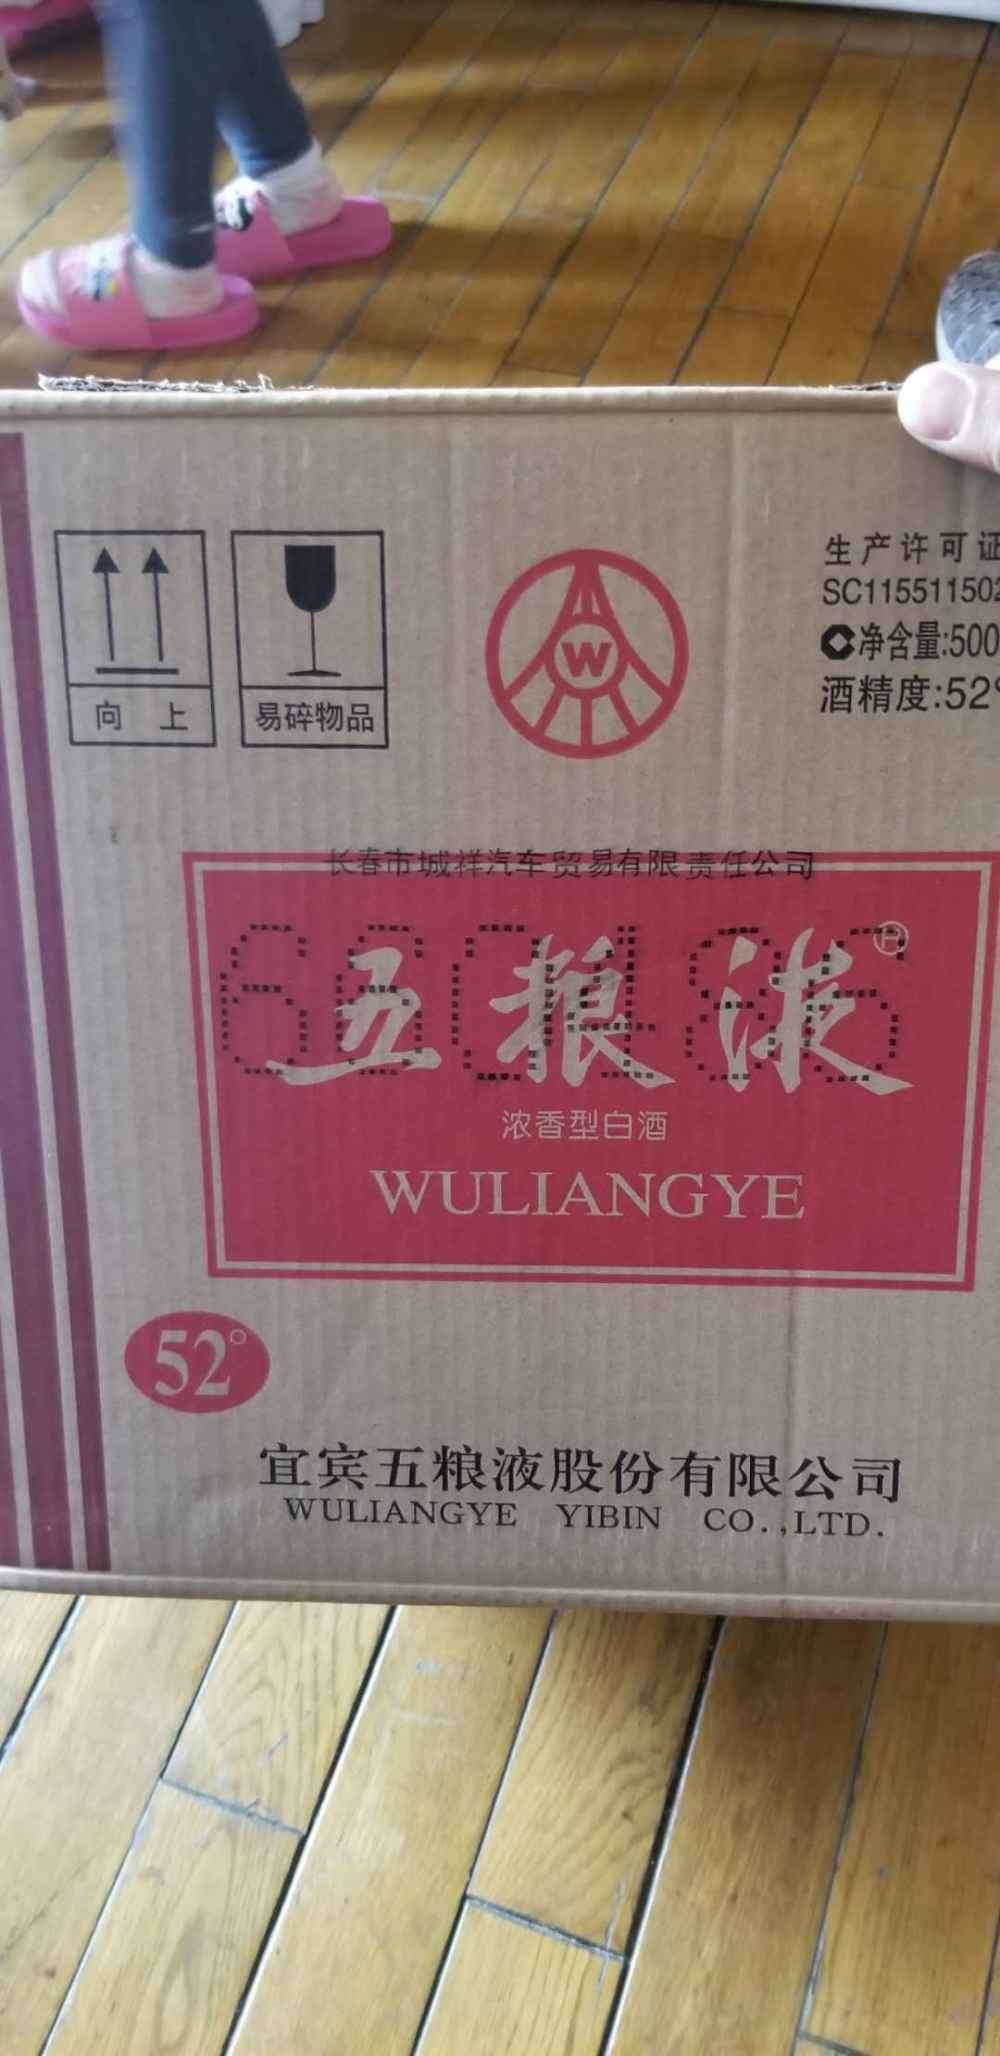 向 上
易碎物品
W
生产许可证
SC115511502
净含量:500
酒精度:52°
长春市城祥汽车贸易有限责任公司
五粮液®
浓香型白酒
WULIANGYE
52°
宜宾五粮液股份有限公司
WULIANGYE YIBIN CO.,LTD.